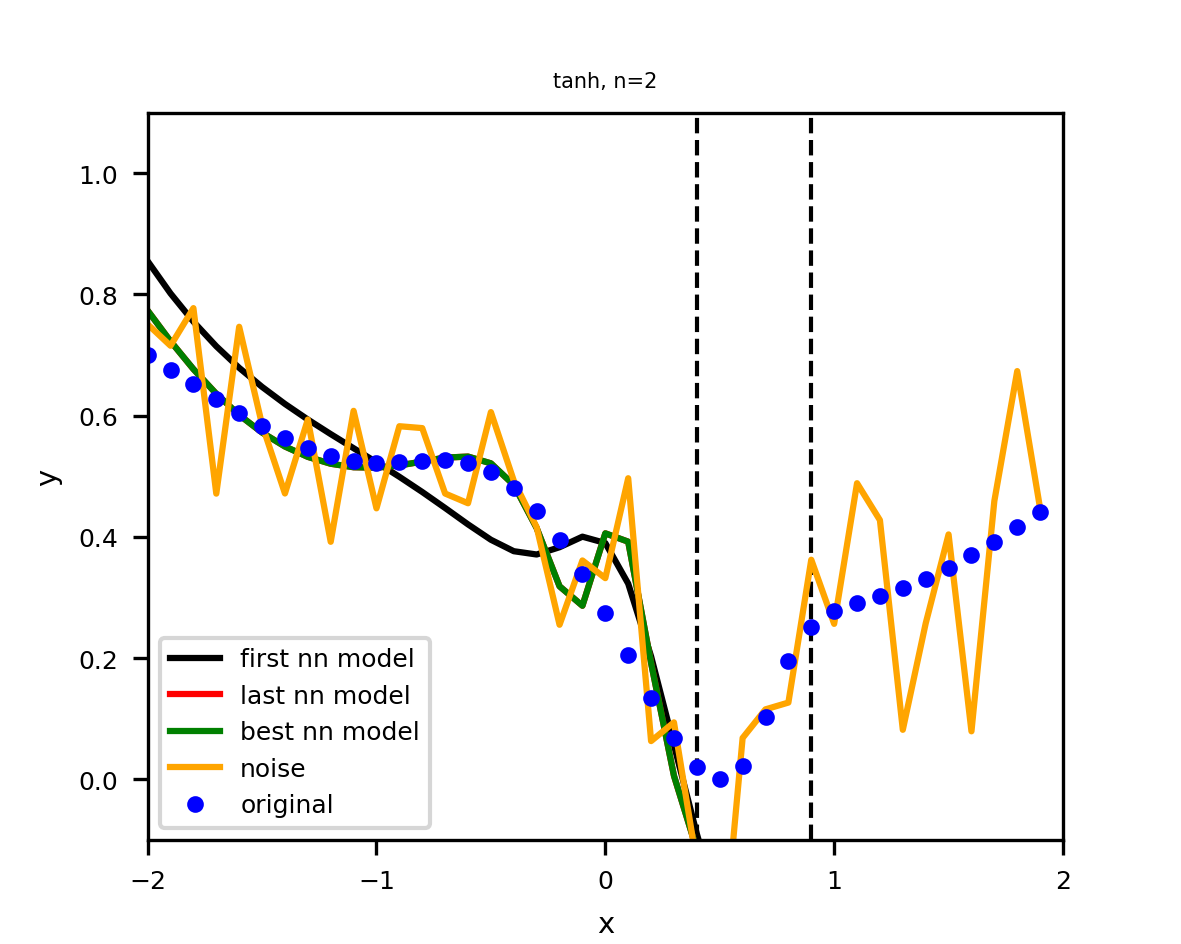 tanh, n=2
1.0
0.8
0.6
0.4
0.2
0.0
y
first nn model
last nn model
best nn model
noise
original
−2 −1 0 1 2
x